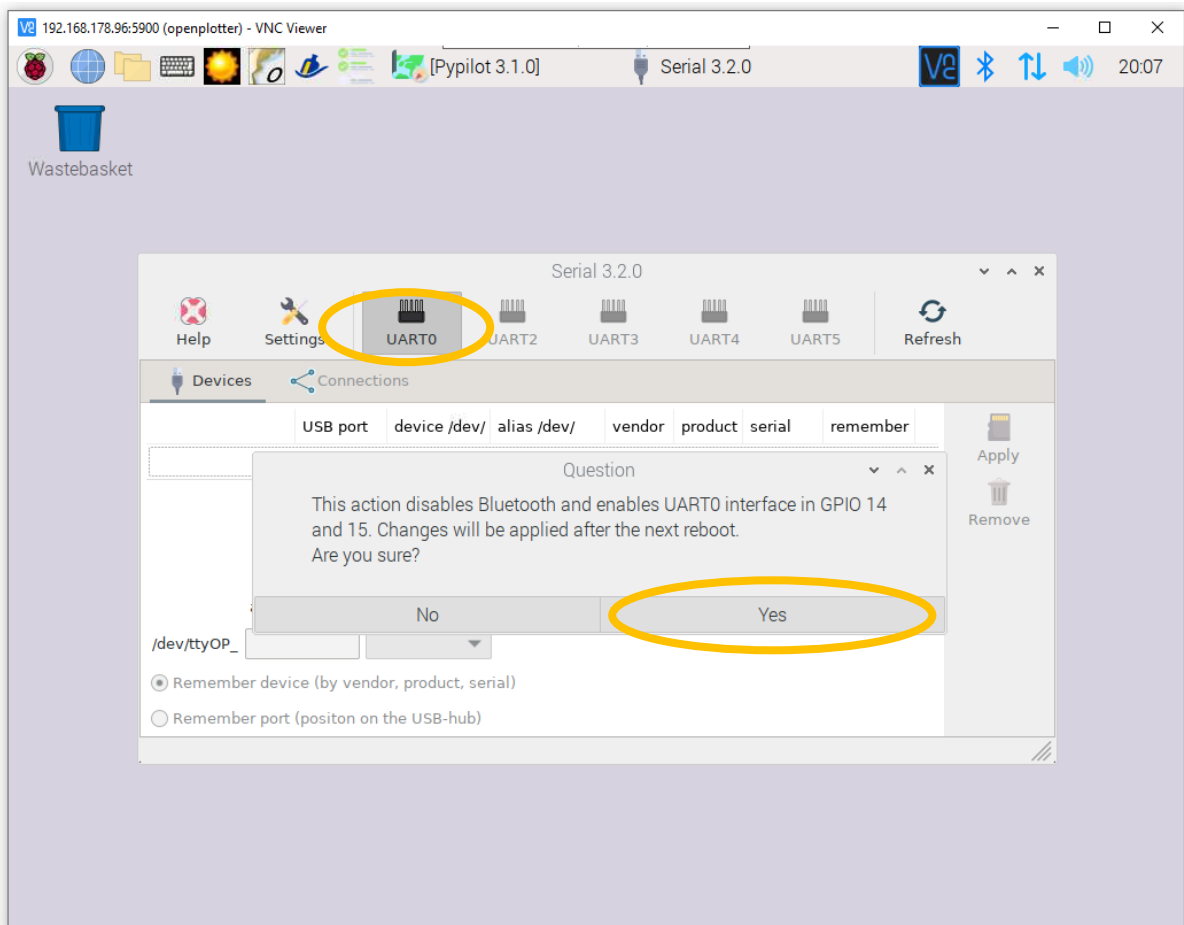 192.168.178.96:5900 (openplotter) - VNC Viewer
[Pypilot 3.1.0] Serial 3.2.0 20:07
Wastebasket
Serial 3.2.0
Help Settings UART0 UART2 UART3 UART4 UART5 Refresh
Devices Connections
USB port device /dev/ alias /dev/ vendor product serial remember
Apply
Remove
Question
This action disables Bluetooth and enables UART0 interface in GPIO 14
and 15. Changes will be applied after the next reboot.
Are you sure?
No Yes
/dev/ttyOP_
Remember device (by vendor, product, serial)
Remember port (positon on the USB-hub)